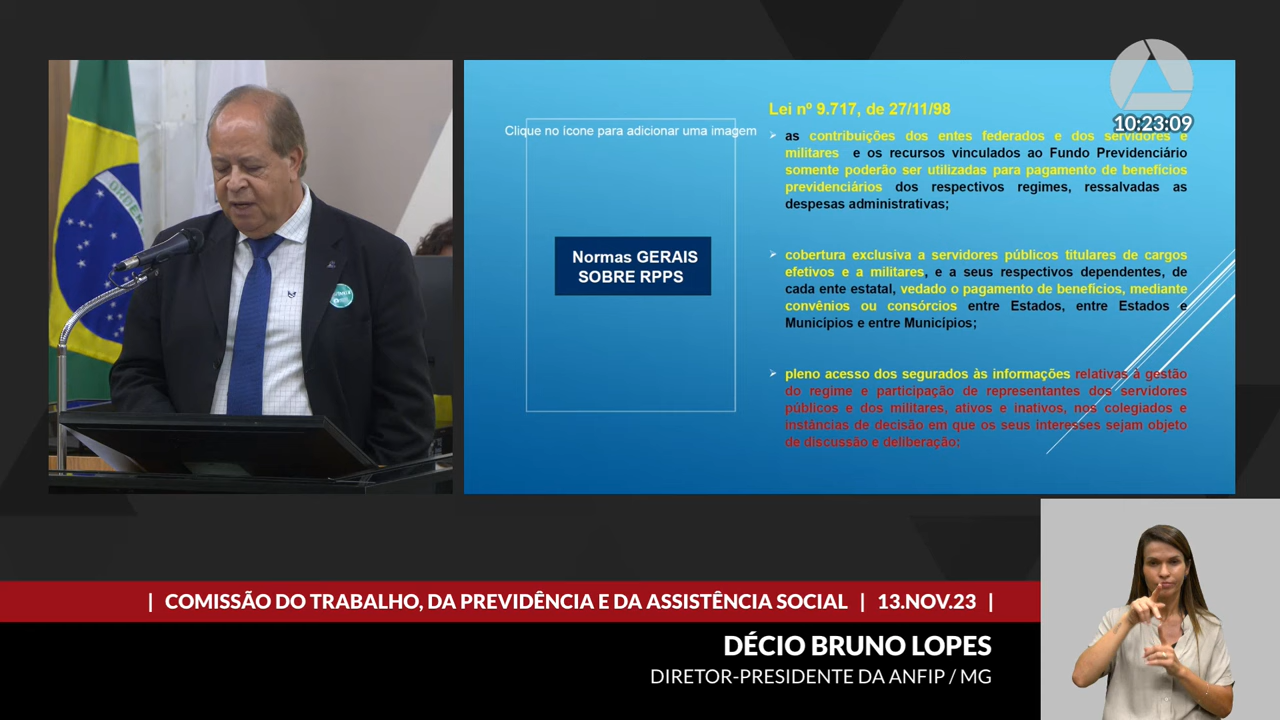 10:23:09
Clique no ícone para adicionar uma imagem
Normas GERAIS
SOBRE RPPS
Lei nº 9.717, de 27/11/98
as contribuições dos entes federados e dos servidores e
militares e os recursos vinculados ao Fundo Previdenciário
somente poderão ser utilizadas para pagamento de benefícios
previdenciários dos respectivos regimes, ressalvadas as
despesas administrativas;
cobertura exclusiva a servidores públicos titulares de cargos
efetivos e a militares, e a seus respectivos dependentes, de
cada ente estatal, vedado o pagamento de benefícios, mediante
convênios ou consórcios entre Estados, entre Estados e
Municípios e entre Municípios;
pleno acesso dos segurados às informações relativas à gestão
do regime e participação de representantes dos servidores
públicos e dos militares, ativos e inativos, nos colegiados e
instâncias de decisão em que os seus interesses sejam objeto
de discussão e deliberação;
| COMISSÃO DO TRABALHO, DA PREVIDÊNCIA E DA ASSISTÊNCIA SOCIAL | 13.NOV.23 |
DÉCIO BRUNO LOPES
DIRETOR-PRESIDENTE DA ANFIP / MG